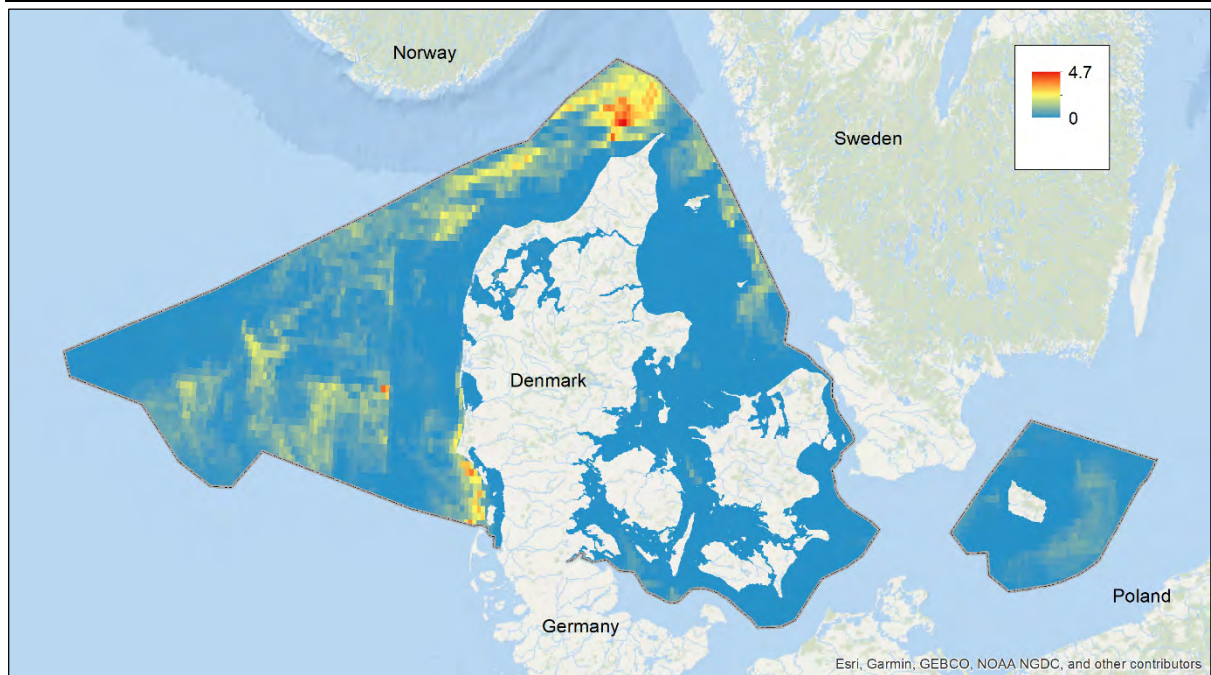 Norway
4.7
0
Sweden
Denmark
Poland
Germany
Esri, Garmin, GEBCO, NOAA NGDC, and other contributors